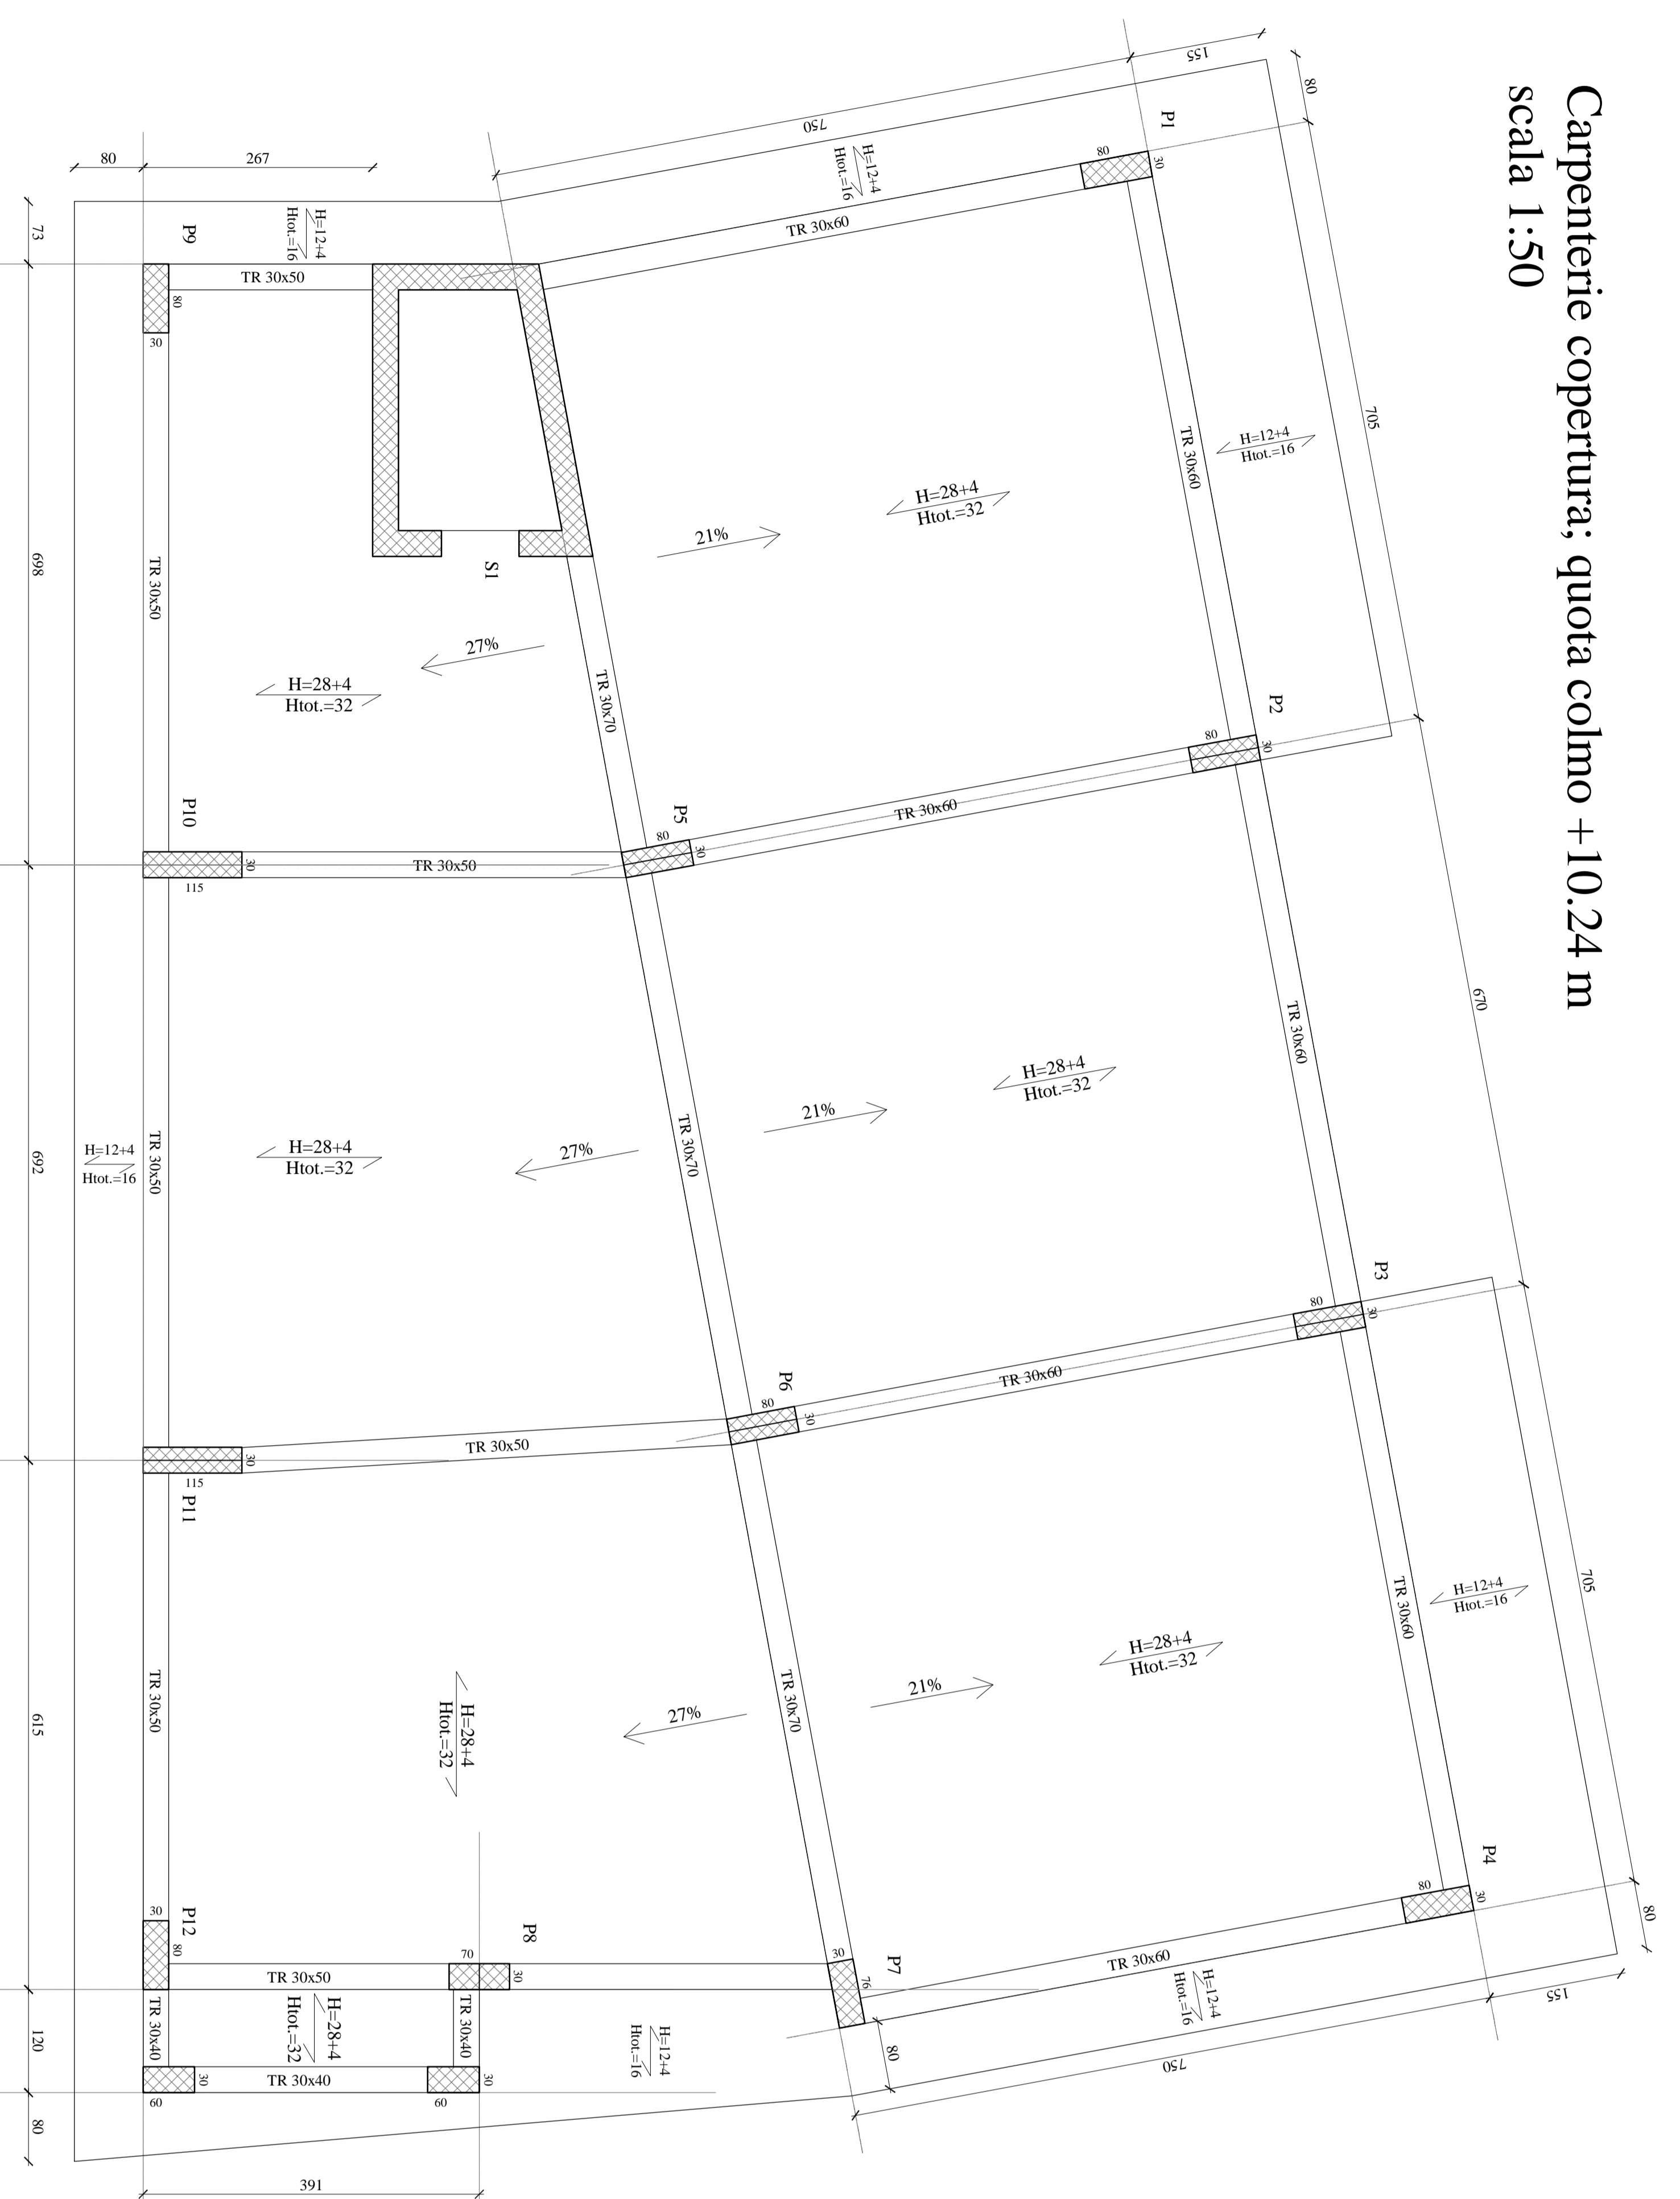 Carpenterie copertura; quota colmo +10.24 m
scala 1:50
155
80
750
P1
80
30
H=12+4
Htot.=16
TR 30x60
705
TR 30x60
H=12+4
Htot.=16
80
267
73
P9
H=12+4
Htot.=16
TR 30x50
80
30
H=28+4
Htot.=32
21%
S1
698
TR 30x50
27%
H=28+4
Htot.=32
TR 30x70
P2
80
30
P10
30
115
TR 30x50
P5
80
30
TR 30x60
670
TR 30x60
H=28+4
Htot.=32
21%
27%
TR 30x70
H=28+4
Htot.=32
692
H=12+4
Htot.=16
TR 30x50
P3
80
30
P6
80
30
TR 30x60
TR 30x50
30
115
P11
705
H=12+4
Htot.=16
TR 30x60
H=28+4
Htot.=32
21%
27%
TR 30x70
H=28+4
Htot.=32
TR 30x50
615
P4
80
30
80
155
TR 30x60
H=12+4
Htot.=16
750
P7
30
76
80
P8
70
30
P12
30
80
TR 30x50
TR 30x40
H=28+4
Htot.=32
TR 30x40
H=12+4
Htot.=16
120
TR 30x40
30
60
30
60
80
391